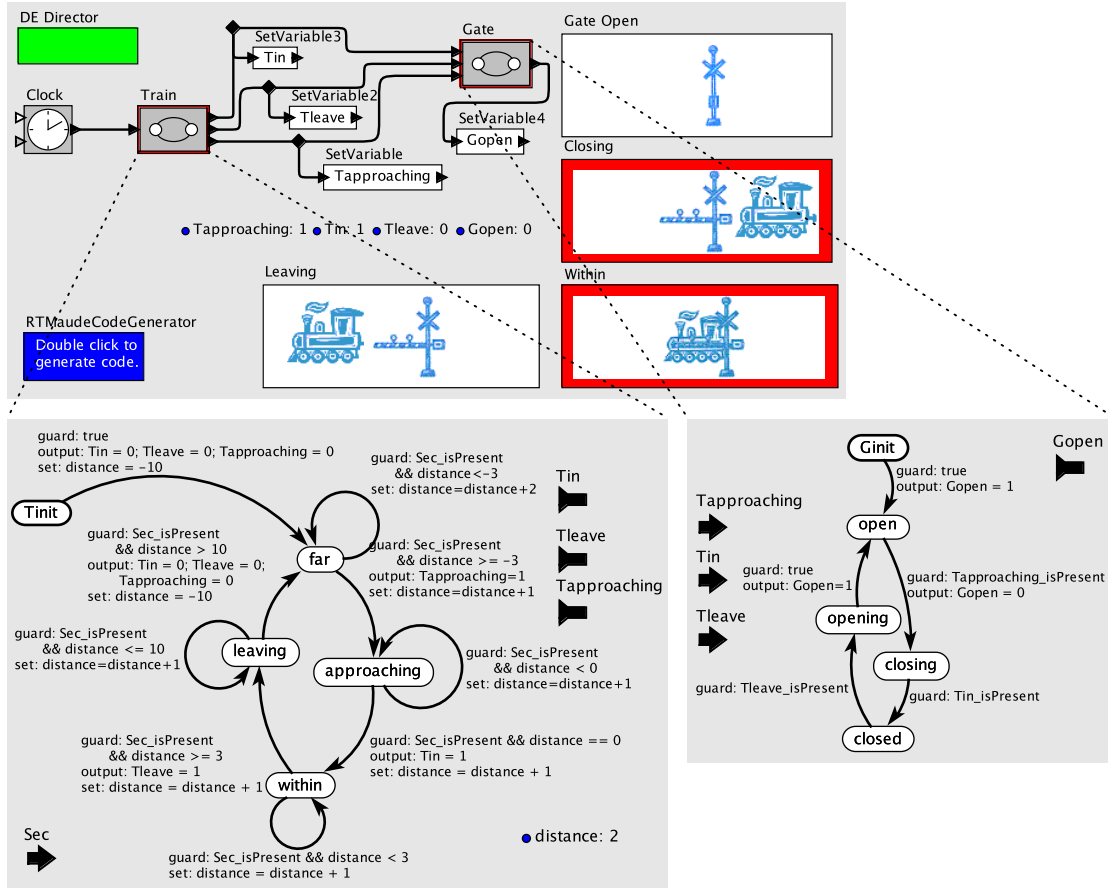 DE Director
Clock
Train
SetVariable3
Tin
SetVariable2
Tleave
SetVariable
Tapproaching
Gate
SetVariable4
Gopen
Gate Open
Closing
Within
Leaving
Tapproaching: 1 Tin: 1 Tleave: 0 Gopen: 0
RTMaudeCodeGenerator
Double click to
generate code.
guard: true
output: Tin = 0; Tleave = 0; Tapproaching = 0
set: distance = -10
Tinit
guard: Sec_isPresent
&& distance<-3
set: distance=distance+2
far
guard: Sec_isPresent
&& distance > 10
output: Tin = 0; Tleave = 0;
Tapproaching = 0
set: distance = -10
guard: Sec_isPresent
&& distance >= -3
output: Tapproaching=1
set: distance=distance+1
guard: Sec_isPresent
&& distance <= 10
set: distance=distance+1
leaving
approaching
guard: Sec_isPresent
&& distance < 0
set: distance=distance+1
guard: Sec_isPresent
&& distance >= 3
output: Tleave = 1
set: distance = distance + 1
guard: Sec_isPresent && distance == 0
output: Tin = 1
set: distance = distance + 1
within
guard: Sec_isPresent && distance < 3
set: distance = distance + 1
Sec
distance: 2
Tin
Tleave
Tapproaching
Ginit
Gopen
guard: true
output: Gopen = 1
Tapproaching
Tin
Tleave
open
guard: true
output: Gopen=1
guard: Tapproaching_isPresent
output: Gopen = 0
opening
closing
guard: Tleave_isPresent
guard: Tin_isPresent
closed